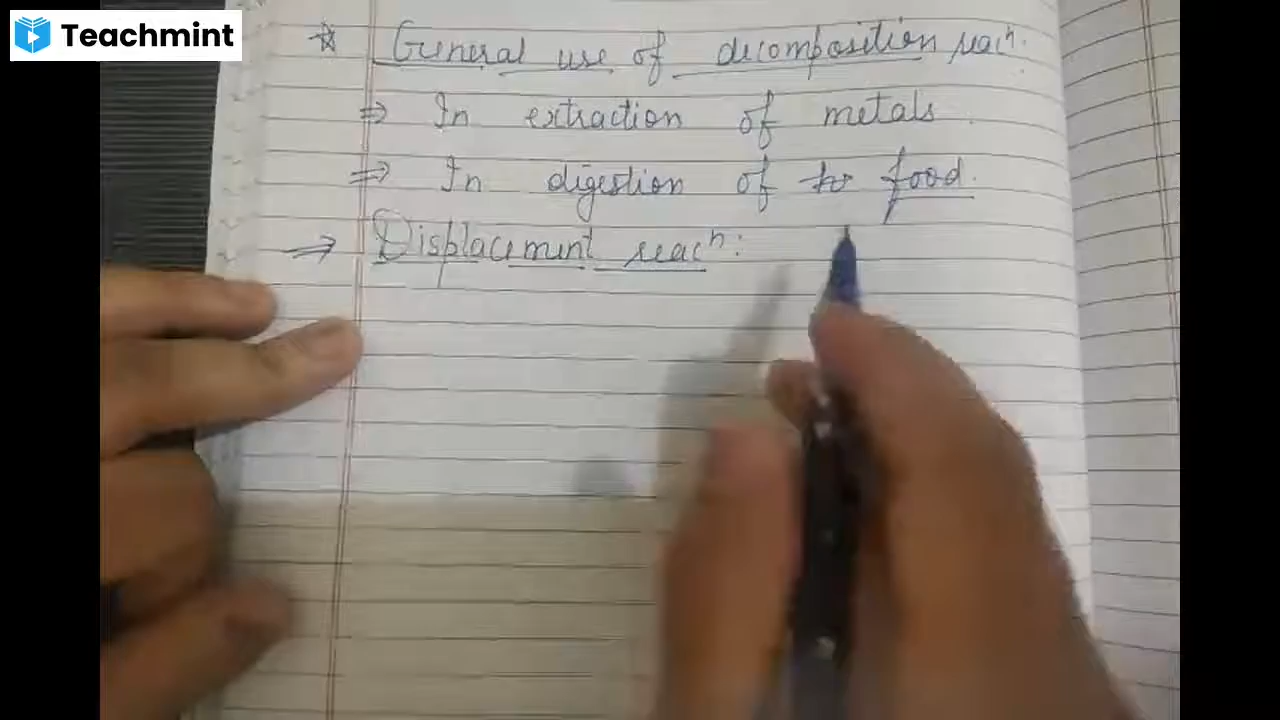 Teachmint
☆ General use of decomposition reacⁿ.
⇒ In extraction of metals.
⇒ In digestion of to food.
→ Displacement reacⁿ: